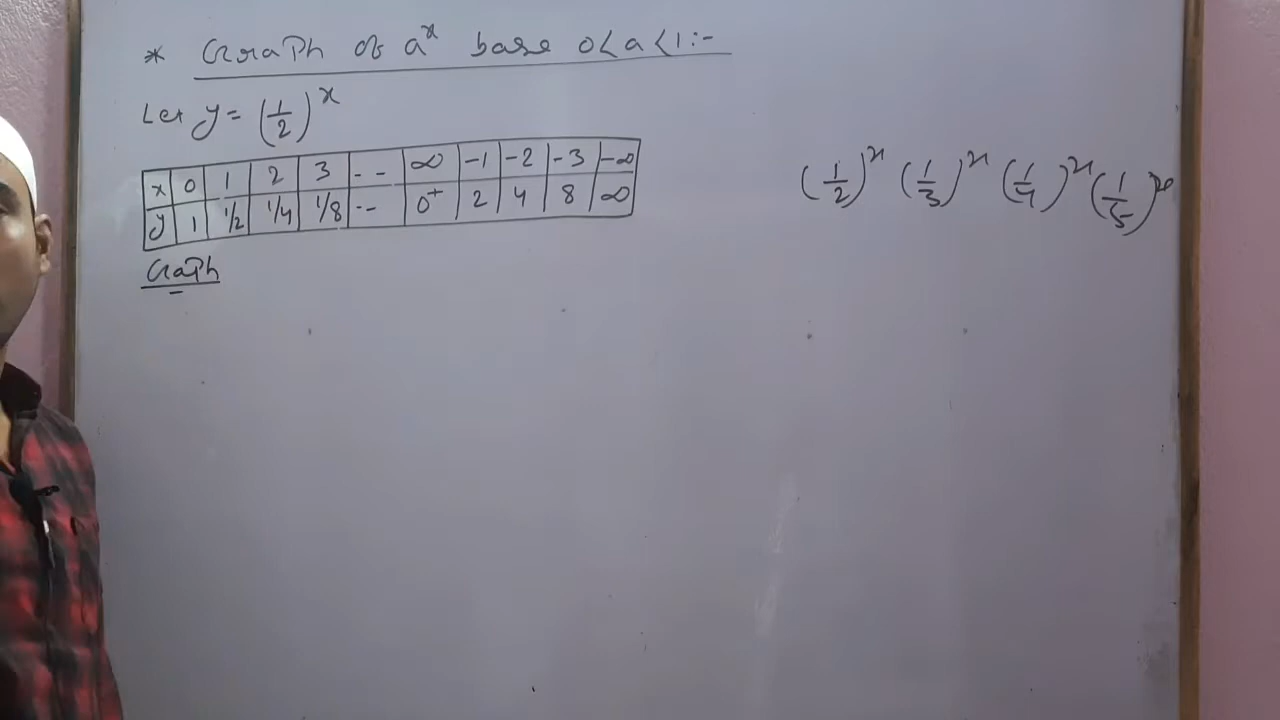 * Graph of aˣ base 0<a<1:-
Let y = (1/2)ˣ
x 0 1 2 3 -- ∞ -1 -2 -3 -∞
y 1 1/2 1/4 1/8 -- 0⁺ 2 4 8 ∞
Graph
(1/2)ˣ (1/3)ˣ (1/4)ˣ (1/5)ˣ